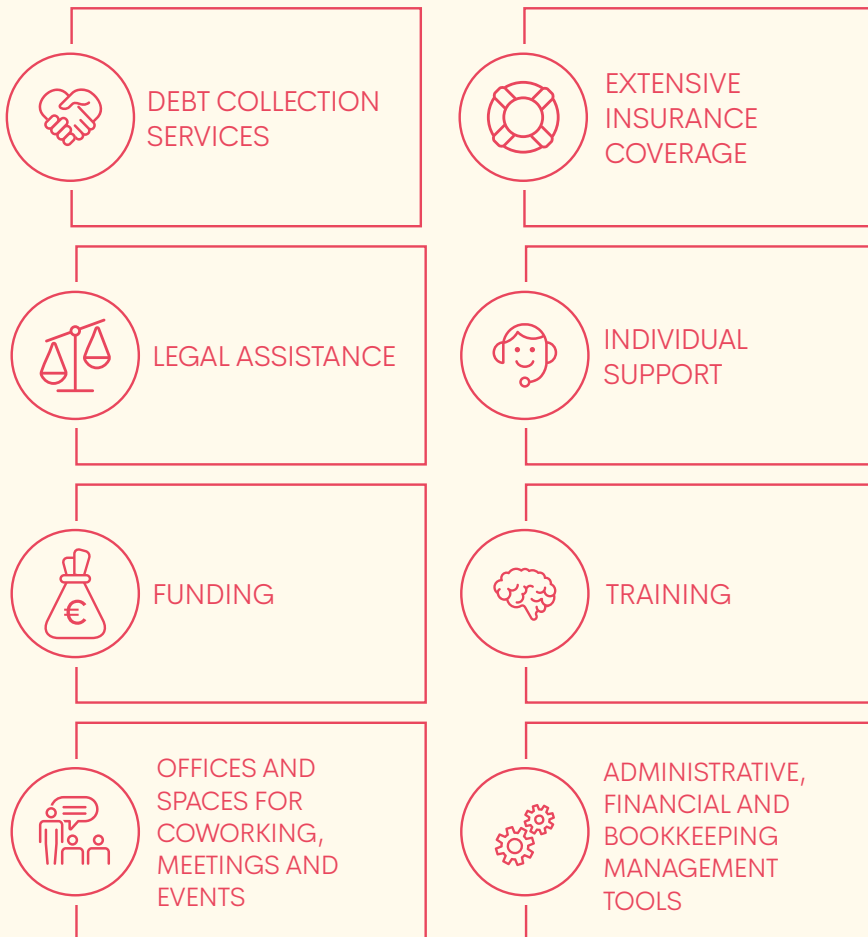 DEBT COLLECTION
SERVICES
EXTENSIVE
INSURANCE
COVERAGE
LEGAL ASSISTANCE
INDIVIDUAL
SUPPORT
€
FUNDING
TRAINING
OFFICES AND
SPACES FOR
COWORKING,
MEETINGS AND
EVENTS
ADMINISTRATIVE,
FINANCIAL AND
BOOKKEEPING
MANAGEMENT
TOOLS